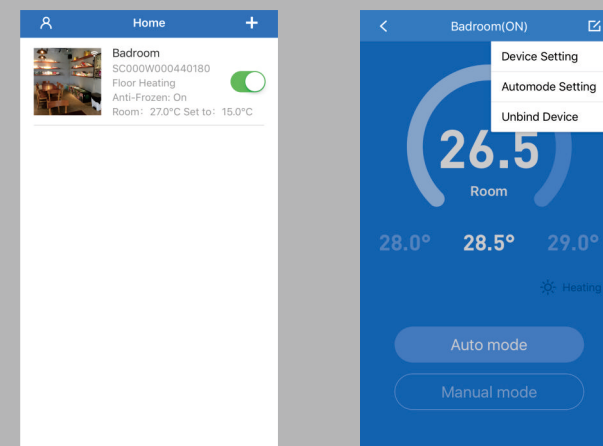 Home
+
Badroom
SC000W000440180
Floor Heating
Anti-Frozen: On
Room: 27.0°C Set to: 15.0°C
Badroom(ON)
Device Setting
Automode Setting
Unbind Device
26.5
Room
28.0° 28.5° 29.0°
Heating
Auto mode
Manual mode